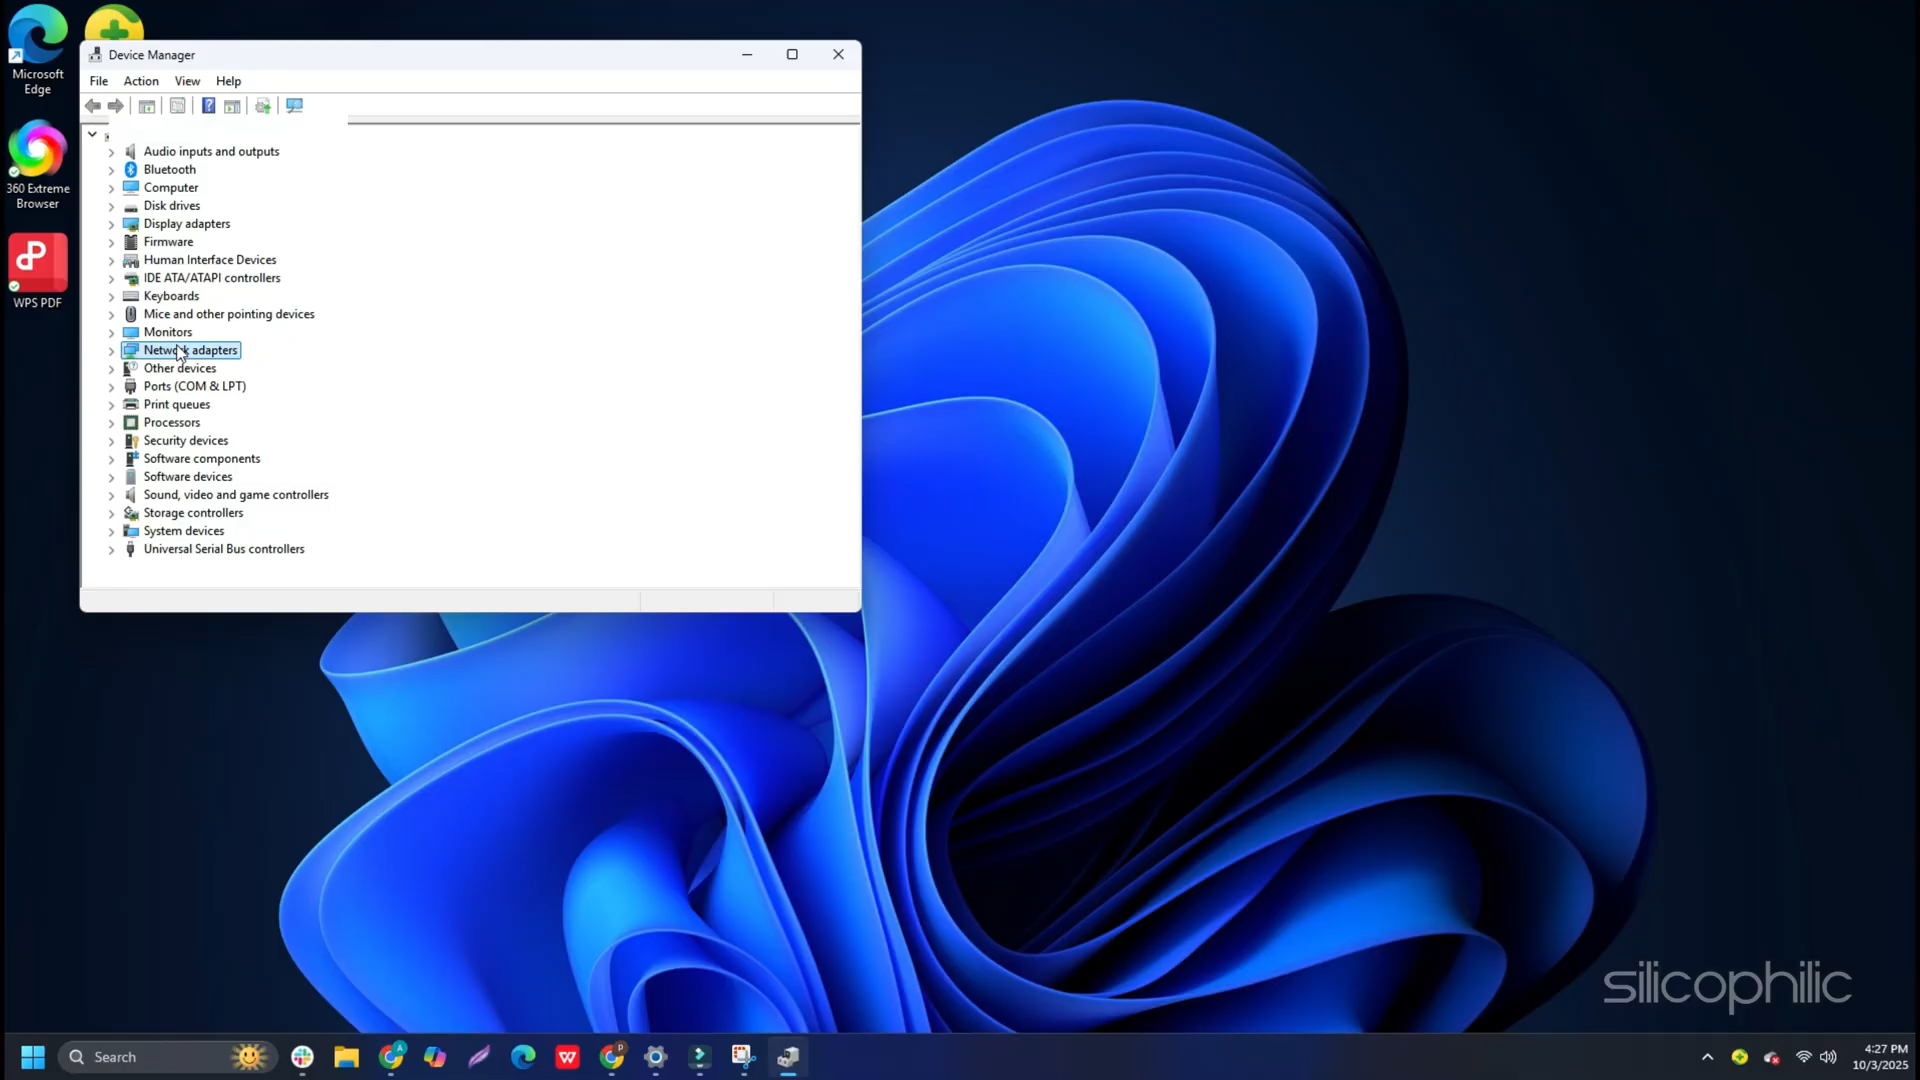 Microsoft
Edge
360 Extreme
Browser
WPS PDF
Device Manager
File Action View Help
Audio inputs and outputs
Bluetooth
Computer
Disk drives
Display adapters
Firmware
Human Interface Devices
IDE ATA/ATAPI controllers
Keyboards
Mice and other pointing devices
Monitors
Network adapters
Other devices
Ports (COM & LPT)
Print queues
Processors
Security devices
Software components
Software devices
Sound, video and game controllers
Storage controllers
System devices
Universal Serial Bus controllers
silicophilic
Search
4:27 PM
10/3/2025